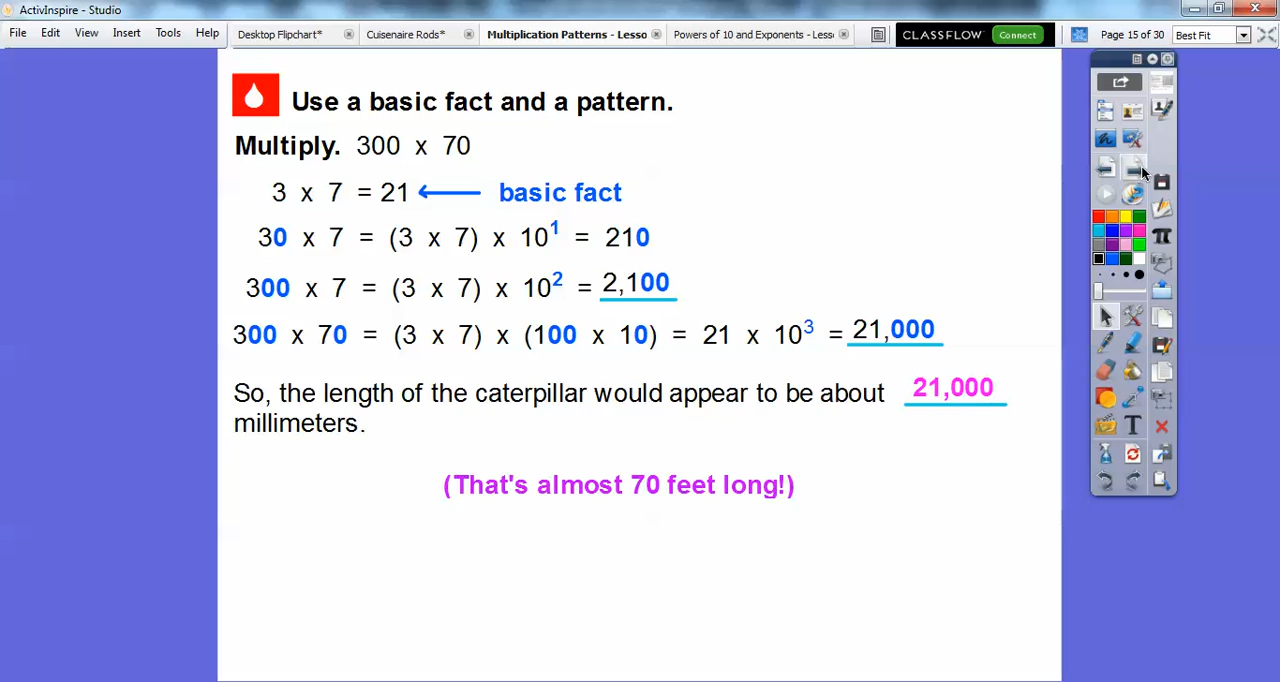 ActivInspire - Studio
File Edit View Insert Tools Help
Desktop Flipchart* Cuisenaire Rods* Multiplication Patterns - Lesso Powers of 10 and Exponents - Less
CLASSFLOW Connect
Page 15 of 30 Best Fit
Use a basic fact and a pattern.
Multiply. 300 x 70
3 x 7 = 21 basic fact
30 x 7 = (3 x 7) x 10¹ = 210
300 x 7 = (3 x 7) x 10² = 2,100
300 x 70 = (3 x 7) x (100 x 10) = 21 x 10³ = 21,000
So, the length of the caterpillar would appear to be about 21,000
millimeters.
(That's almost 70 feet long!)